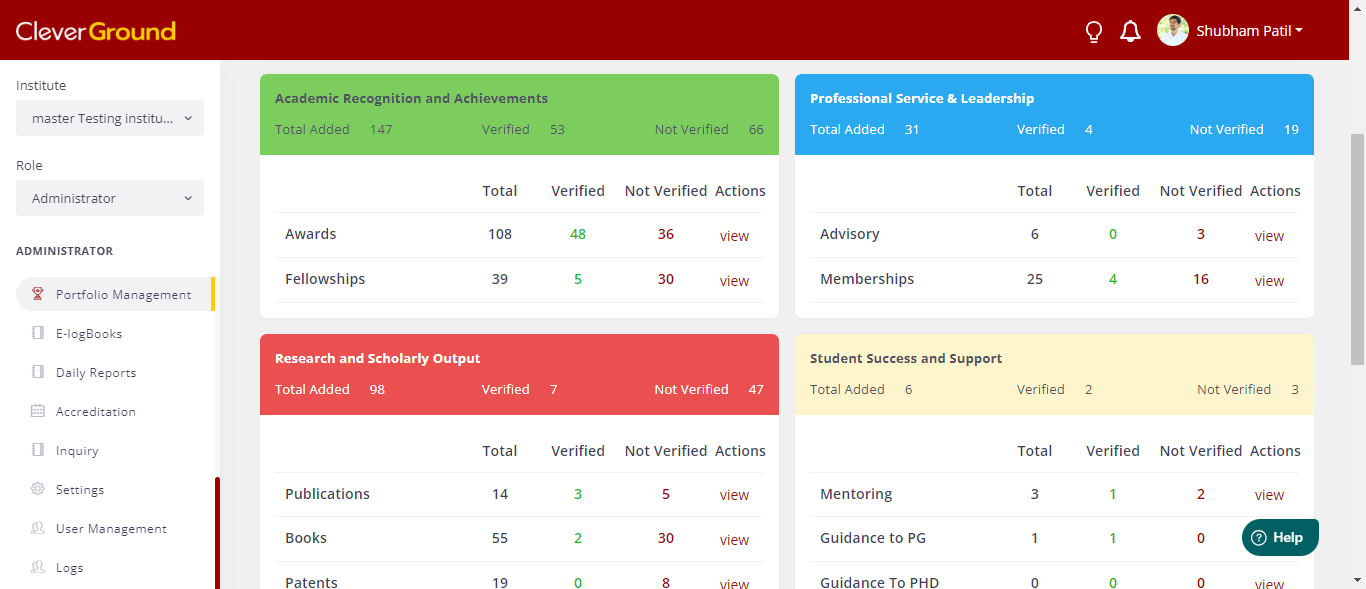 CleverGround
Shubham Patil
Institute
master Testing institu...
Role
Administrator
ADMINISTRATOR
Portfolio Management
E-logBooks
Daily Reports
Accreditation
Inquiry
Settings
User Management
Logs
Academic Recognition and Achievements
Total Added 147 Verified 53 Not Verified 66
Total Verified Not Verified Actions
Awards 108 48 36 view
Fellowships 39 5 30 view
Professional Service & Leadership
Total Added 31 Verified 4 Not Verified 19
Total Verified Not Verified Actions
Advisory 6 0 3 view
Memberships 25 4 16 view
Research and Scholarly Output
Total Added 98 Verified 7 Not Verified 47
Total Verified Not Verified Actions
Publications 14 3 5 view
Books 55 2 30 view
Patents 19 0 8 view
Student Success and Support
Total Added 6 Verified 2 Not Verified 3
Total Verified Not Verified Actions
Mentoring 3 1 2 view
Guidance to PG 1 1 0
Guidance To PHD 0 0 0 view
Help